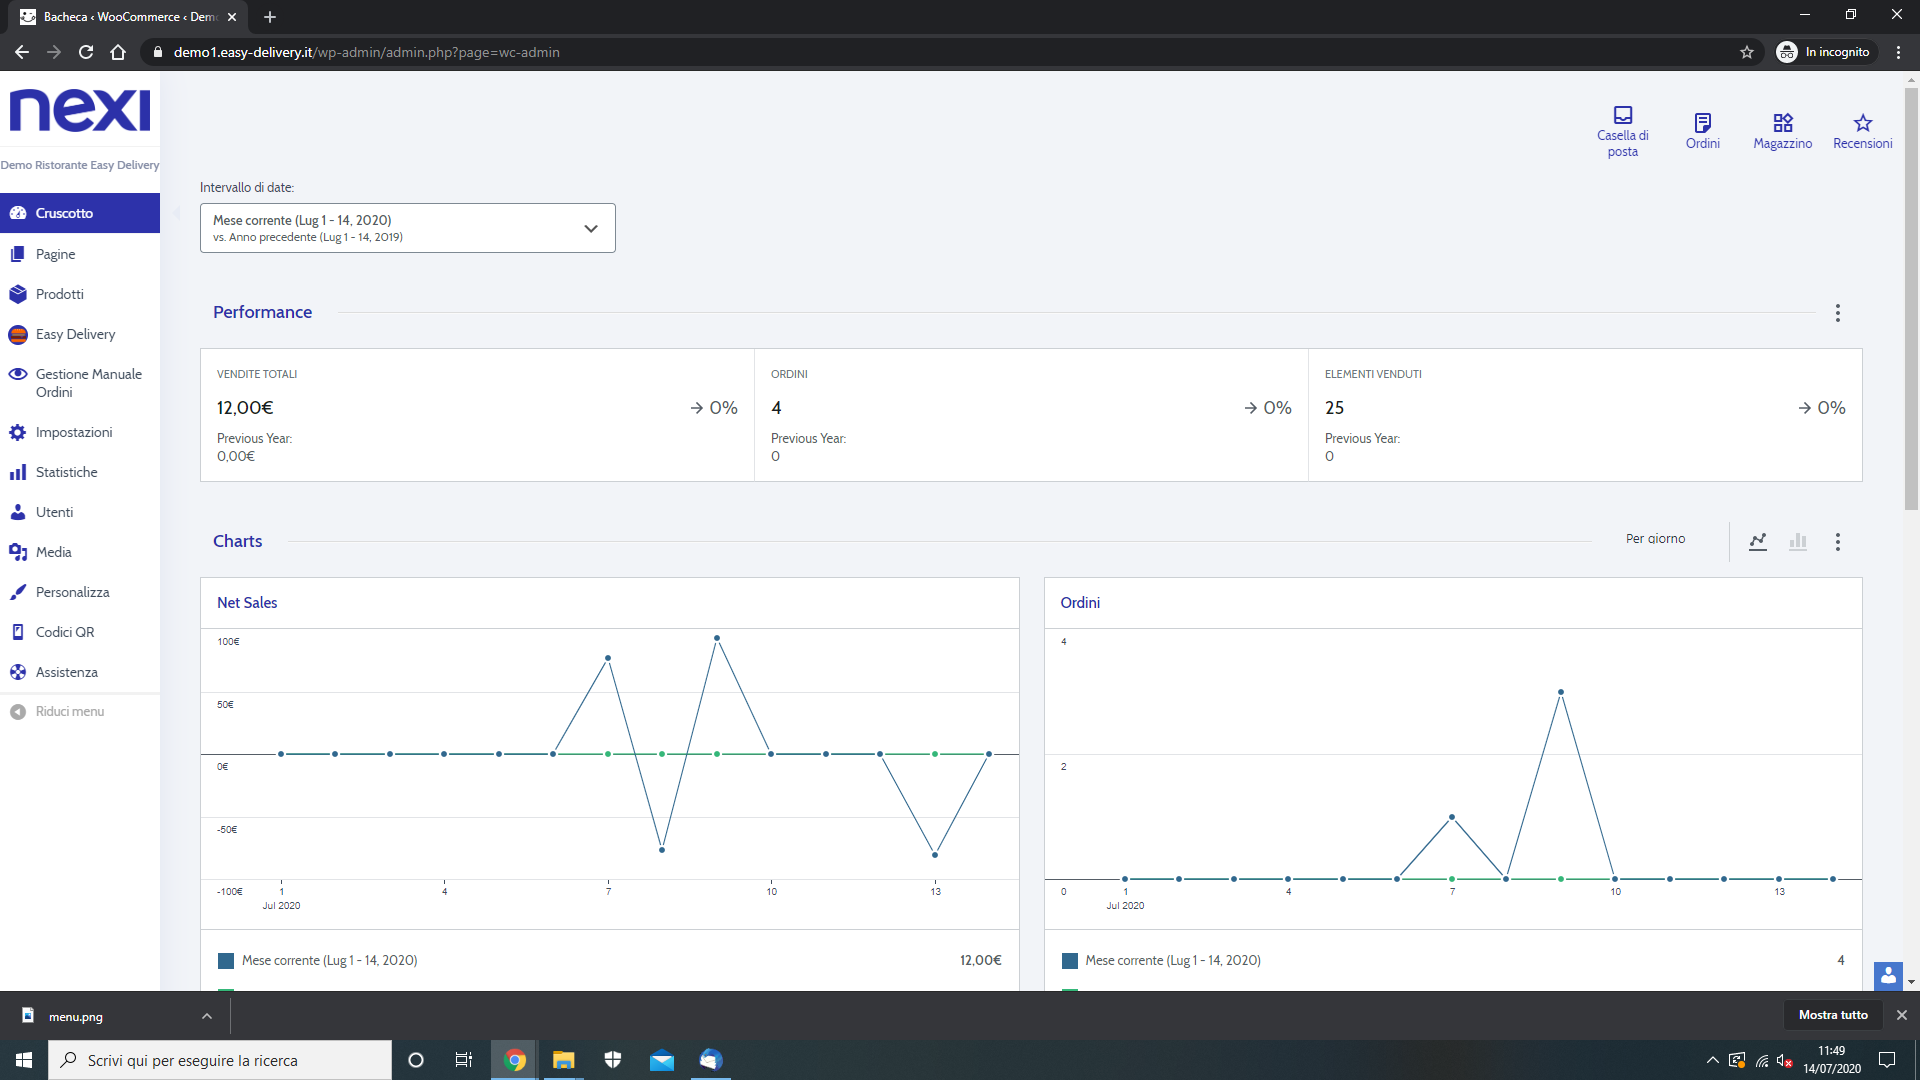 Bacheca ‹ WooCommerce ‹ Demo
demo1.easy-delivery.it/wp-admin/admin.php?page=wc-admin
In incognito
nexi
Demo Ristorante Easy Delivery
Cruscotto
Pagine
Prodotti
Easy Delivery
Gestione Manuale
Ordini
Impostazioni
Statistiche
Utenti
Media
Personalizza
Codici QR
Assistenza
Riduci menu
Casella di
posta
Ordini
Magazzino
Recensioni
Intervallo di date:
Mese corrente (Lug 1 - 14, 2020)
vs. Anno precedente (Lug 1 - 14, 2019)
Performance
VENDITE TOTALI
12,00€
→ 0%
Previous Year:
0,00€
ORDINI
4
→ 0%
Previous Year:
0
ELEMENTI VENDUTI
25
→ 0%
Previous Year:
0
Charts
Per giorno
Net Sales
100€
50€
0€
-50€
-100€
1
4
7
10
13
Jul 2020
Mese corrente (Lug 1 - 14, 2020)
12,00€
Ordini
4
2
0
1
4
7
10
13
Jul 2020
Mese corrente (Lug 1 - 14, 2020)
4
menu.png
Mostra tutto
Scrivi qui per eseguire la ricerca
11:49
14/07/2020